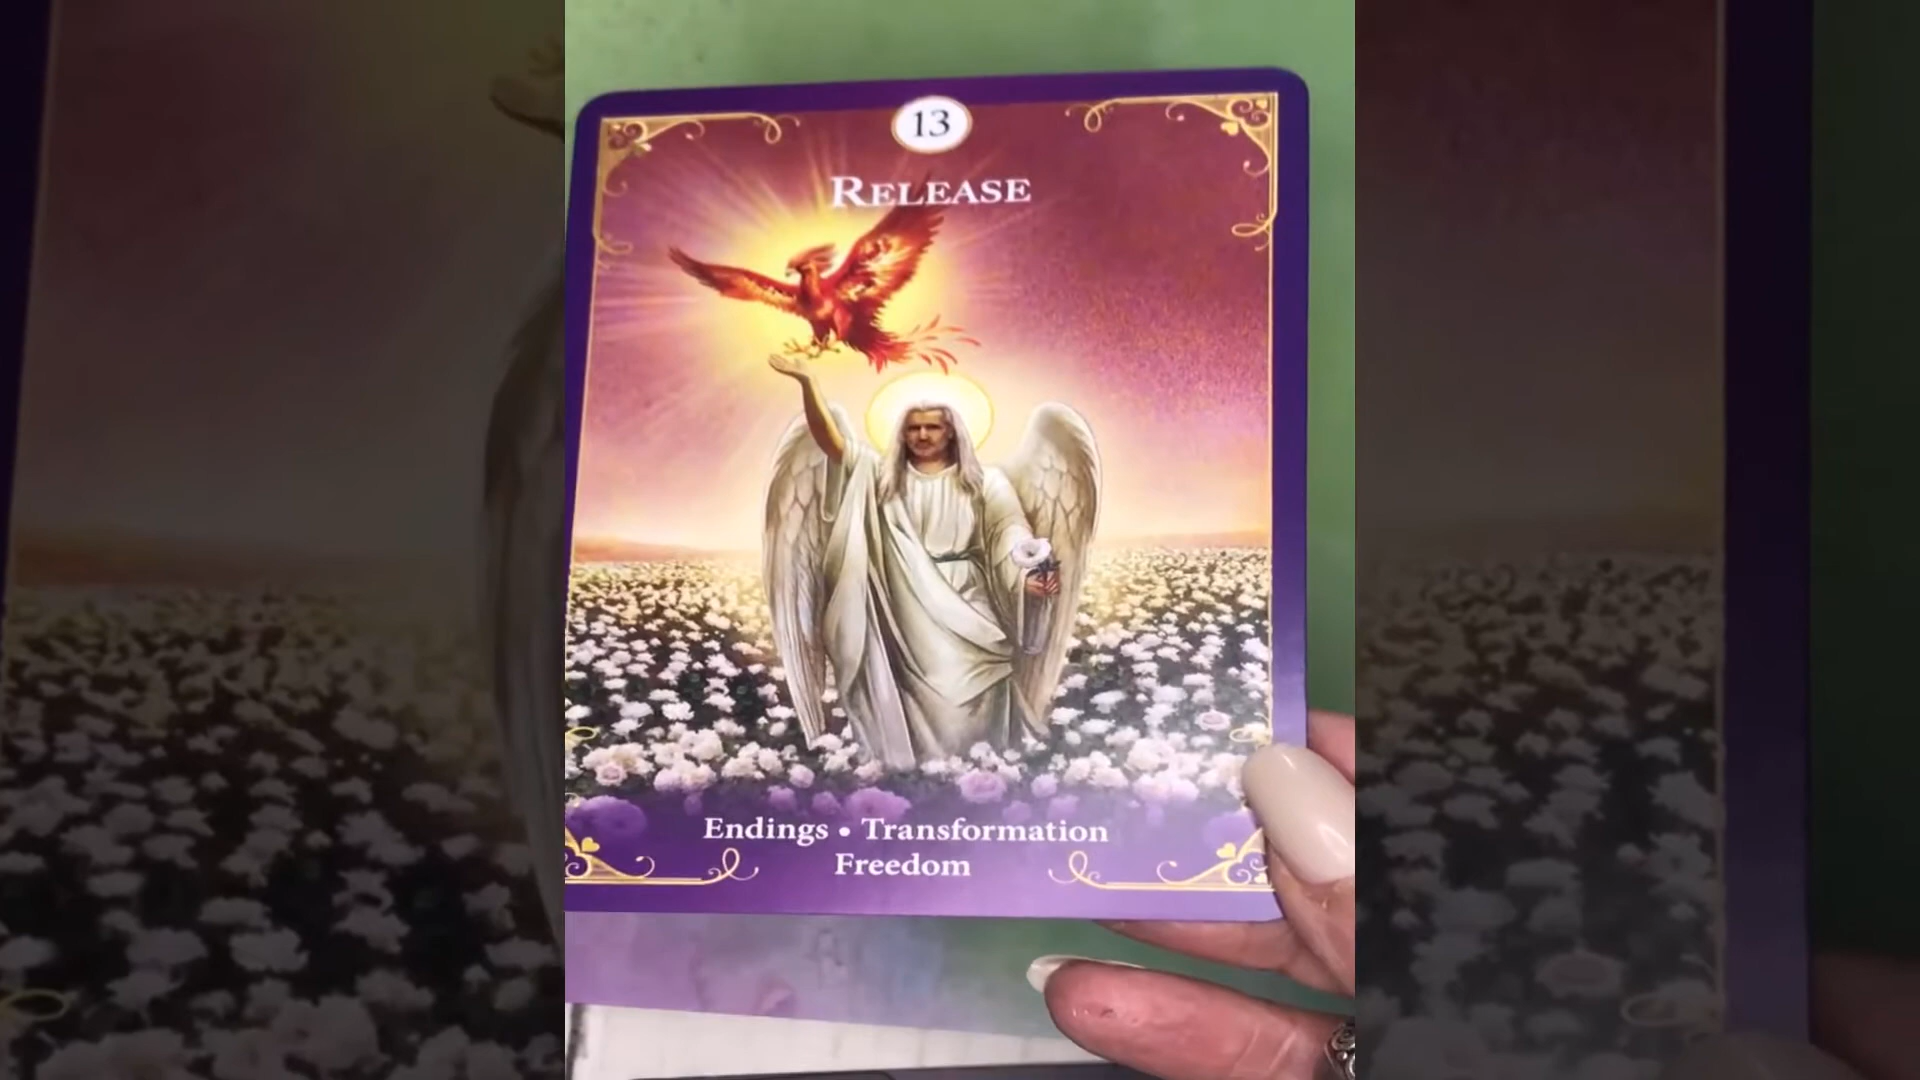 13
RELEASE
Endings • Transformation
Freedom